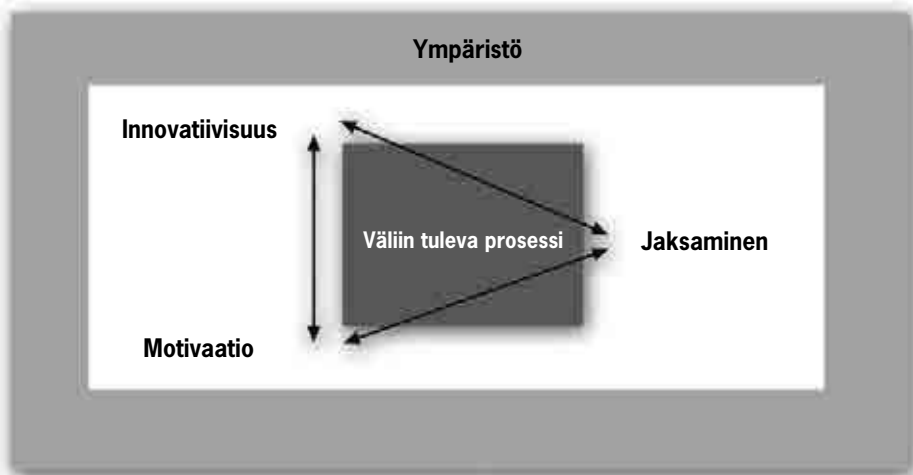 Ympäristö
Innovatiivisuus
Väliin tuleva prosessi
Jaksaminen
Motivaatio